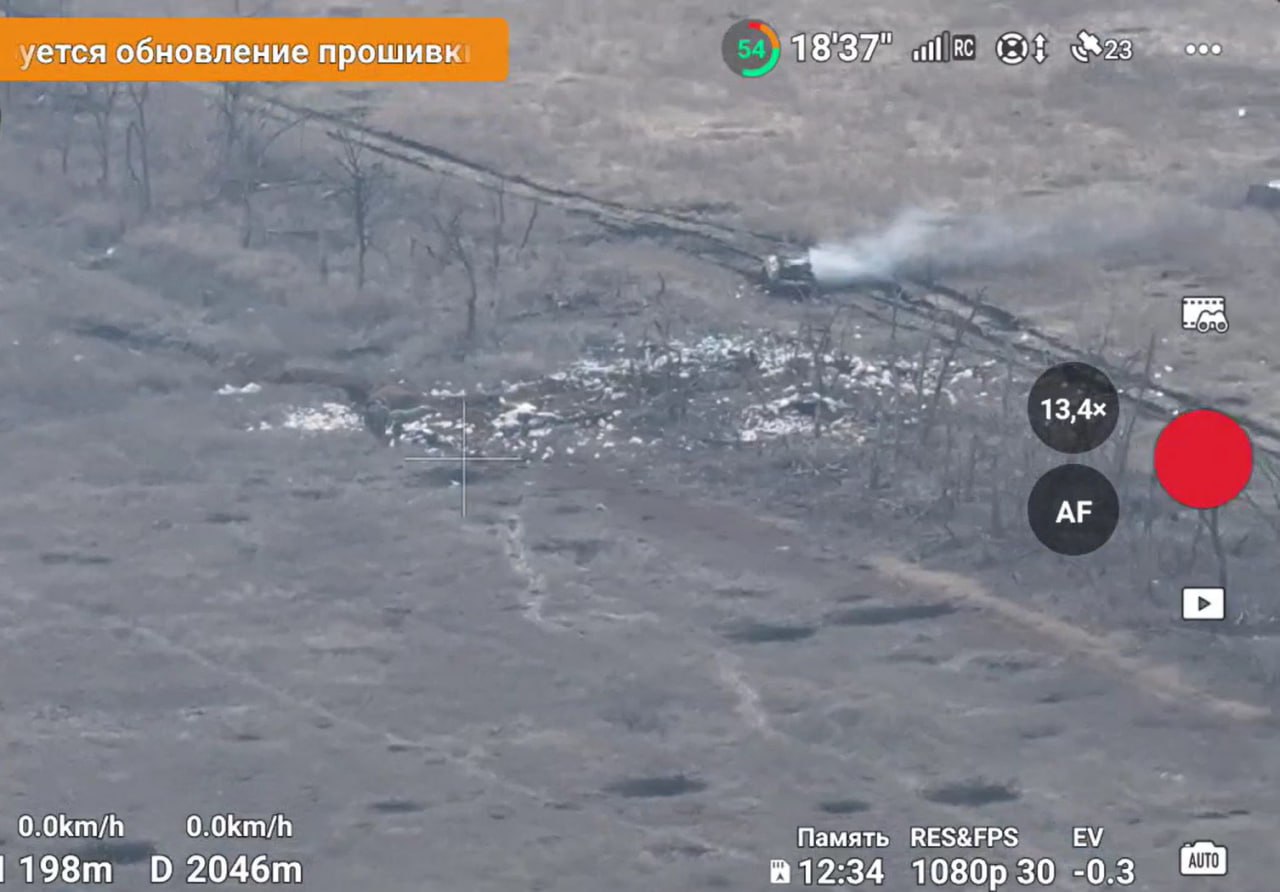 уется обновление прошивк
54
18'37"
RC
23
13,4×
AF
0.0km/h 0.0km/h
198m D 2046m
Память RES&FPS EV
12:34 1080p 30 -0.3
AUTO